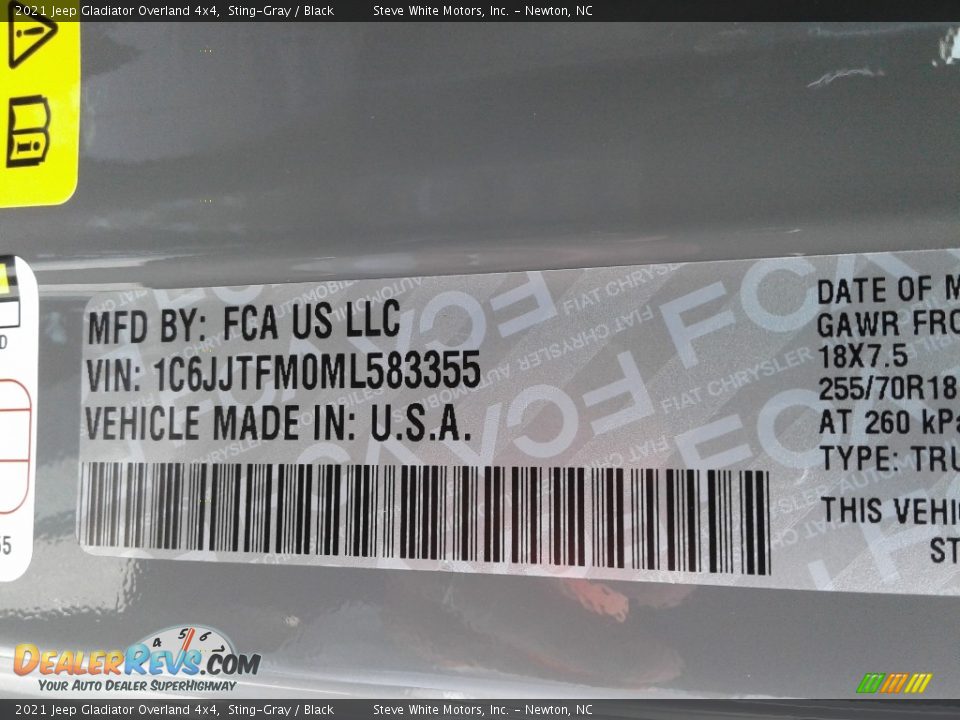 2021 Jeep Gladiator Overland 4x4, Sting-Gray / Black Steve White Motors, Inc. - Newton, NC
MFD BY: FCA US LLC
VIN: 1C6JJTFM0ML583355
VEHICLE MADE IN: U.S.A.
DATE OF M
GAWR FRO
18X7.5
255/70R18
AT 260 kPa
TYPE: TRU
THIS VEHI
ST
55
DEALERREVS.COM
YOUR AUTO DEALER SUPERHIGHWAY
2021 Jeep Gladiator Overland 4x4, Sting-Gray / Black Steve White Motors, Inc. - Newton, NC